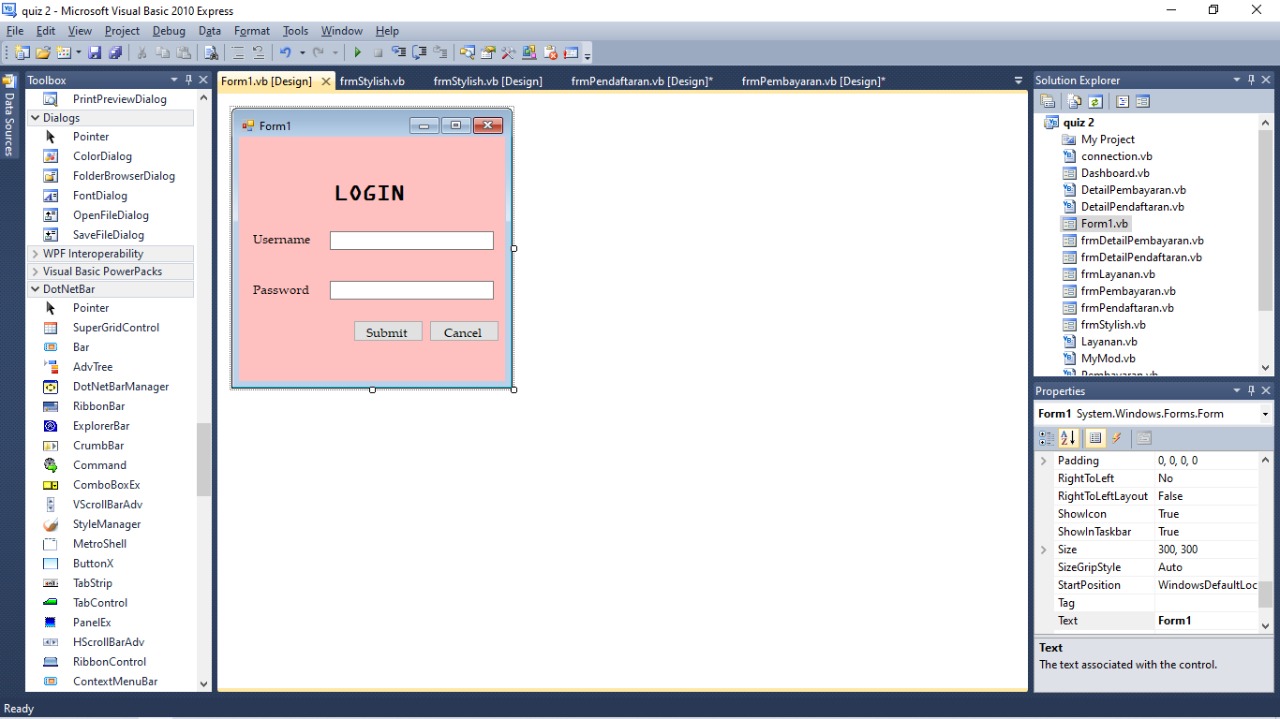 quiz 2 - Microsoft Visual Basic 2010 Express
File Edit View Project Debug Data Format Tools Window Help
Data Sources
Toolbox
PrintPreviewDialog
Dialogs
Pointer
ColorDialog
FolderBrowserDialog
FontDialog
OpenFileDialog
SaveFileDialog
WPF Interoperability
Visual Basic PowerPacks
DotNetBar
Pointer
SuperGridControl
Bar
AdvTree
DotNetBarManager
RibbonBar
ExplorerBar
CrumbBar
Command
ComboBoxEx
VScrollBarAdv
StyleManager
MetroShell
ButtonX
TabStrip
TabControl
PanelEx
HScrollBarAdv
RibbonControl
ContextMenuBar
Form1.vb [Design] frmStylish.vb frmStylish.vb [Design] frmPendaftaran.vb [Design]* frmPembayaran.vb [Design]*
Form1
LOGIN
Username
Password
Submit Cancel
Solution Explorer
quiz 2
My Project
connection.vb
Dashboard.vb
DetailPembayaran.vb
DetailPendaftaran.vb
Form1.vb
frmDetailPembayaran.vb
frmDetailPendaftaran.vb
frmLayanan.vb
frmPembayaran.vb
frmPendaftaran.vb
frmStylish.vb
Layanan.vb
MyMod.vb
Pembayaran.vb
Properties
Form1 System.Windows.Forms.Form
Padding 0, 0, 0, 0
RightToLeft No
RightToLeftLayout False
ShowIcon True
ShowInTaskbar True
Size 300, 300
SizeGripStyle Auto
StartPosition WindowsDefaultLoc
Tag
Text Form1
Text
The text associated with the control.
Ready